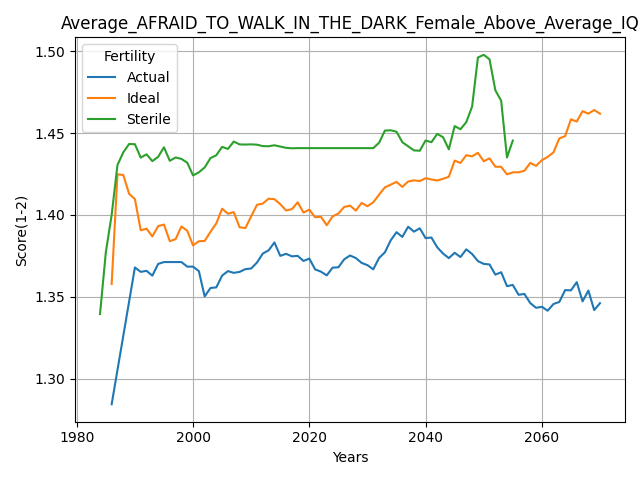 Average_AFRAID_TO_WALK_IN_THE_DARK_Female_Above_Average_IQ
Fertility
Actual
Ideal
Sterile
1.50
1.45
1.40
1.35
1.30
Score(1-2)
1980
2000
2020
2040
2060
Years